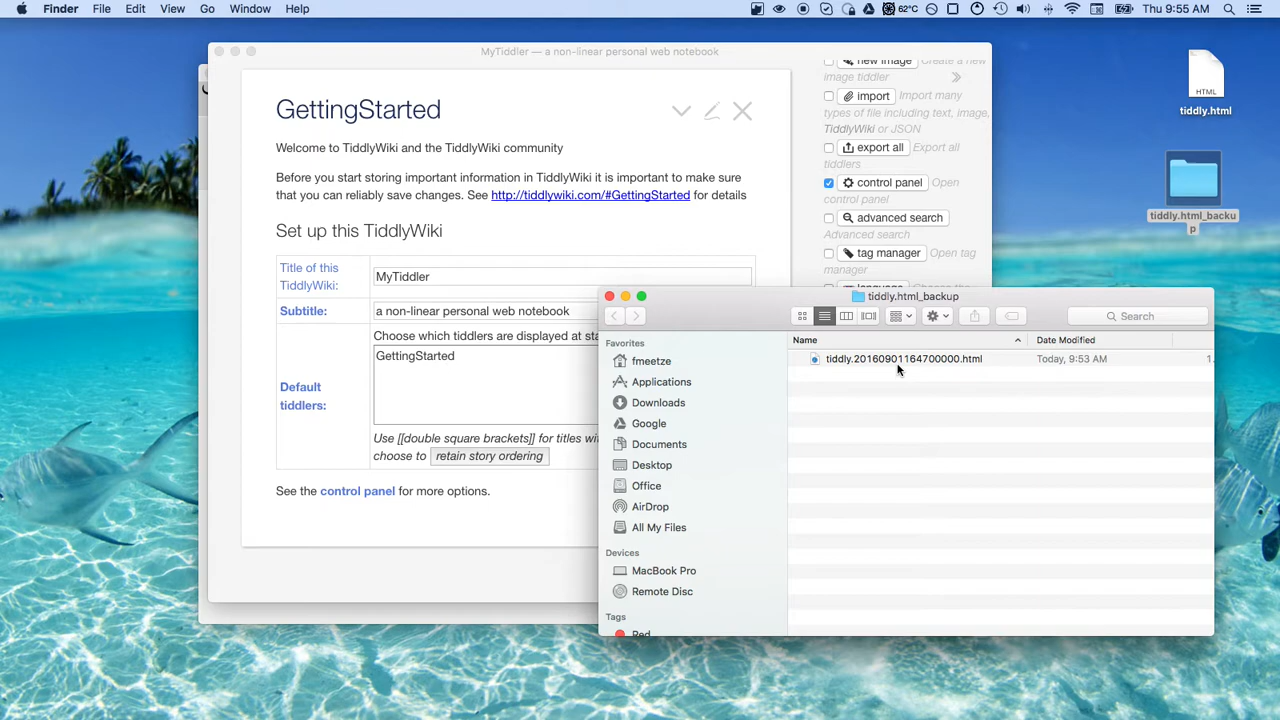 Finder File Edit View Go Window Help
62°C
Thu 9:55 AM
MyTiddler — a non-linear personal web notebook
GettingStarted
Welcome to TiddlyWiki and the TiddlyWiki community
Before you start storing important information in TiddlyWiki it is important to make sure
that you can reliably save changes. See http://tiddlywiki.com/#GettingStarted for details
Set up this TiddlyWiki
Title of this
TiddlyWiki:
MyTiddler
Subtitle:
a non-linear personal web notebook
Default
tiddlers:
Choose which tiddlers are displayed at sta
GettingStarted
Use [[double square brackets]] for titles wit
choose to retain story ordering
See the control panel for more options.
new image Create a new
image tiddler
import Import many
types of file including text, image,
TiddlyWiki or JSON
export all Export all
tiddlers
control panel Open
control panel
advanced search
Advanced search
tag manager Open tag
manager
language Choose the
HTML
tiddly.html
tiddly.html_backu
p
tiddly.html_backup
Search
Favorites
fmeetze
Applications
Downloads
Google
Documents
Desktop
Office
AirDrop
All My Files
Devices
MacBook Pro
Remote Disc
Tags
Red
Name Date Modified
tiddly.20160901164700000.html Today, 9:53 AM 1.